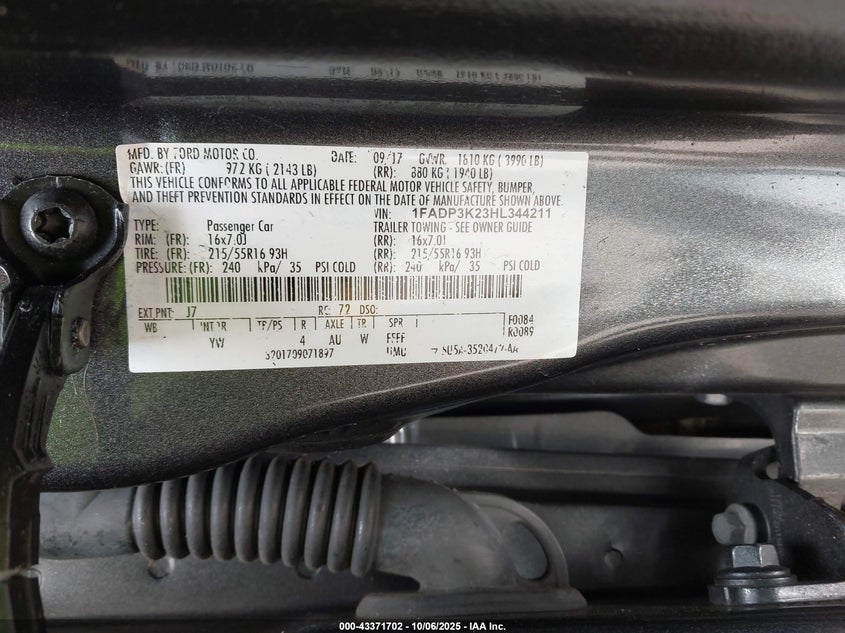 MFD. BY FORD MOTOR CO. DATE: 09/17 GVWR: 1610 KG ( 3990 LB)
GAWR: (FR) 972 KG ( 2143 LB) (RR): 880 KG ( 1940 LB)
THIS VEHICLE CONFORMS TO ALL APPLICABLE FEDERAL MOTOR VEHICLE SAFETY, BUMPER,
AND THEFT PREVENTION STANDARDS IN EFFECT ON THE DATE OF MANUFACTURE SHOWN ABOVE.
VIN: 1FADP3K23HL344211
TYPE: Passenger Car TRAILER TOWING - SEE OWNER GUIDE
RIM: (FR): 16x7.0J (RR): 16x7.0J
TIRE: (FR): 215/55R16 93H (RR): 215/55R16 93H
PRESSURE: (FR): 240 kPa/ 35 PSI COLD (RR): 240 kPa/ 35 PSI COLD
EXT PNT: J7 RC: 72 DSO: F0084
WB INT TR TP/PS R AXLE TR SPR R0089
YW 4 AU W FFFF
UMC
000-43371702 | 10/06/2025 - IAA Inc.